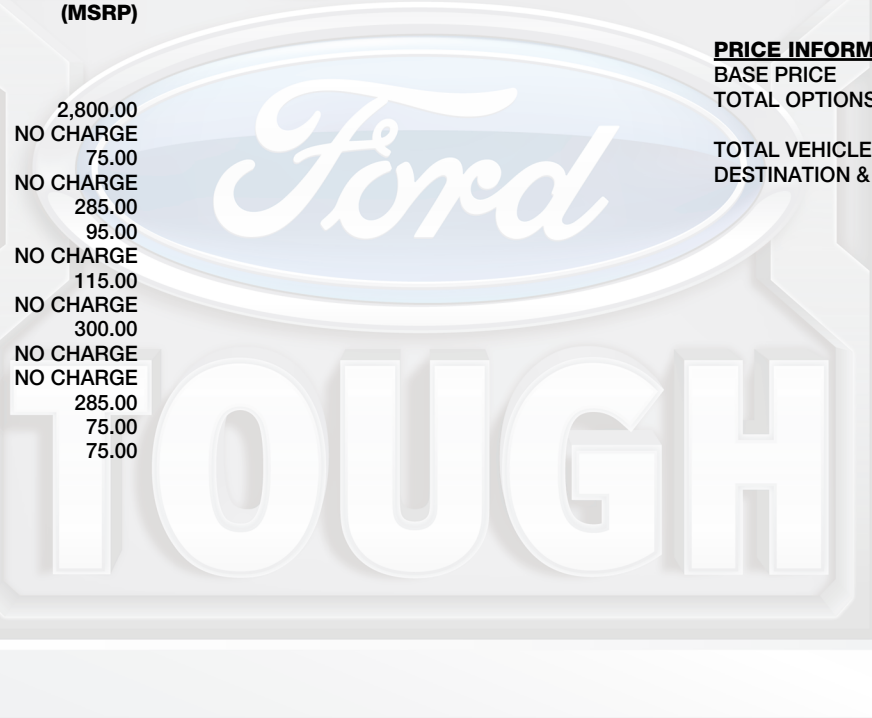 (MSRP)
2,800.00
NO CHARGE
75.00
NO CHARGE
285.00
95.00
NO CHARGE
115.00
NO CHARGE
300.00
NO CHARGE
NO CHARGE
285.00
75.00
75.00
PRICE INFORM
BASE PRICE
TOTAL OPTIONS
TOTAL VEHICLE
DESTINATION &
Ford
TOUGH